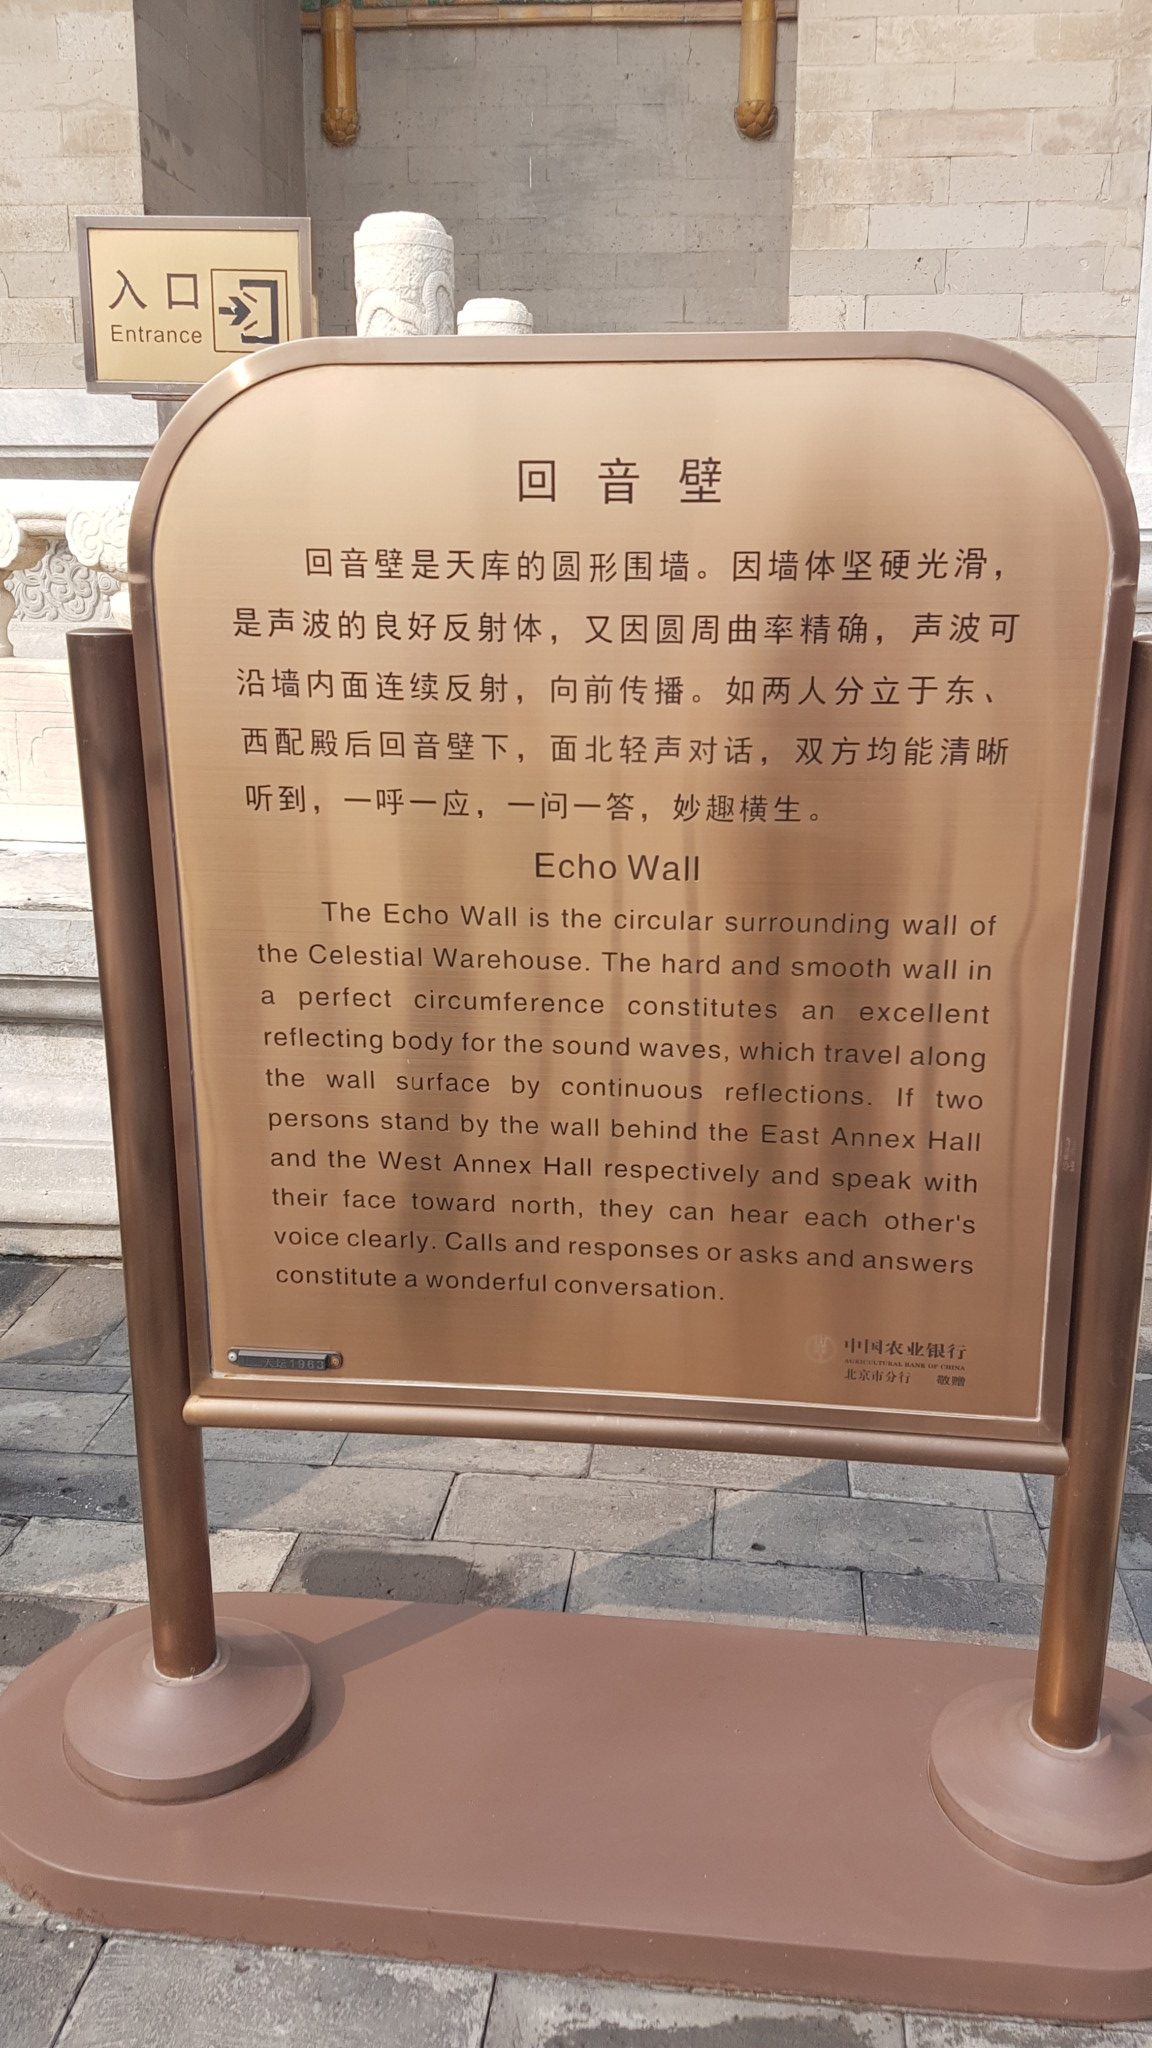 入口
Entrance
回音壁
回音壁是天库的圆形围墙。因墙体坚硬光滑，
是声波的良好反射体，又因圆周曲率精确，声波可
沿墙内面连续反射，向前传播。如两人分立于东、
西配殿后回音壁下，面北轻声对话，双方均能清晰
听到，一呼一应，一问一答，妙趣横生。
Echo Wall
The Echo Wall is the circular surrounding wall of
the Celestial Warehouse. The hard and smooth wall in
a perfect circumference constitutes an excellent
reflecting body for the sound waves, which travel along
the wall surface by continuous reflections. If two
persons stand by the wall behind the East Annex Hall
and the West Annex Hall respectively and speak with
their face toward north, they can hear each other's
voice clearly. Calls and responses or asks and answers
constitute a wonderful conversation.
天坛1963
中国农业银行
AGRICULTURAL BANK OF CHINA
北京市分行 敬赠